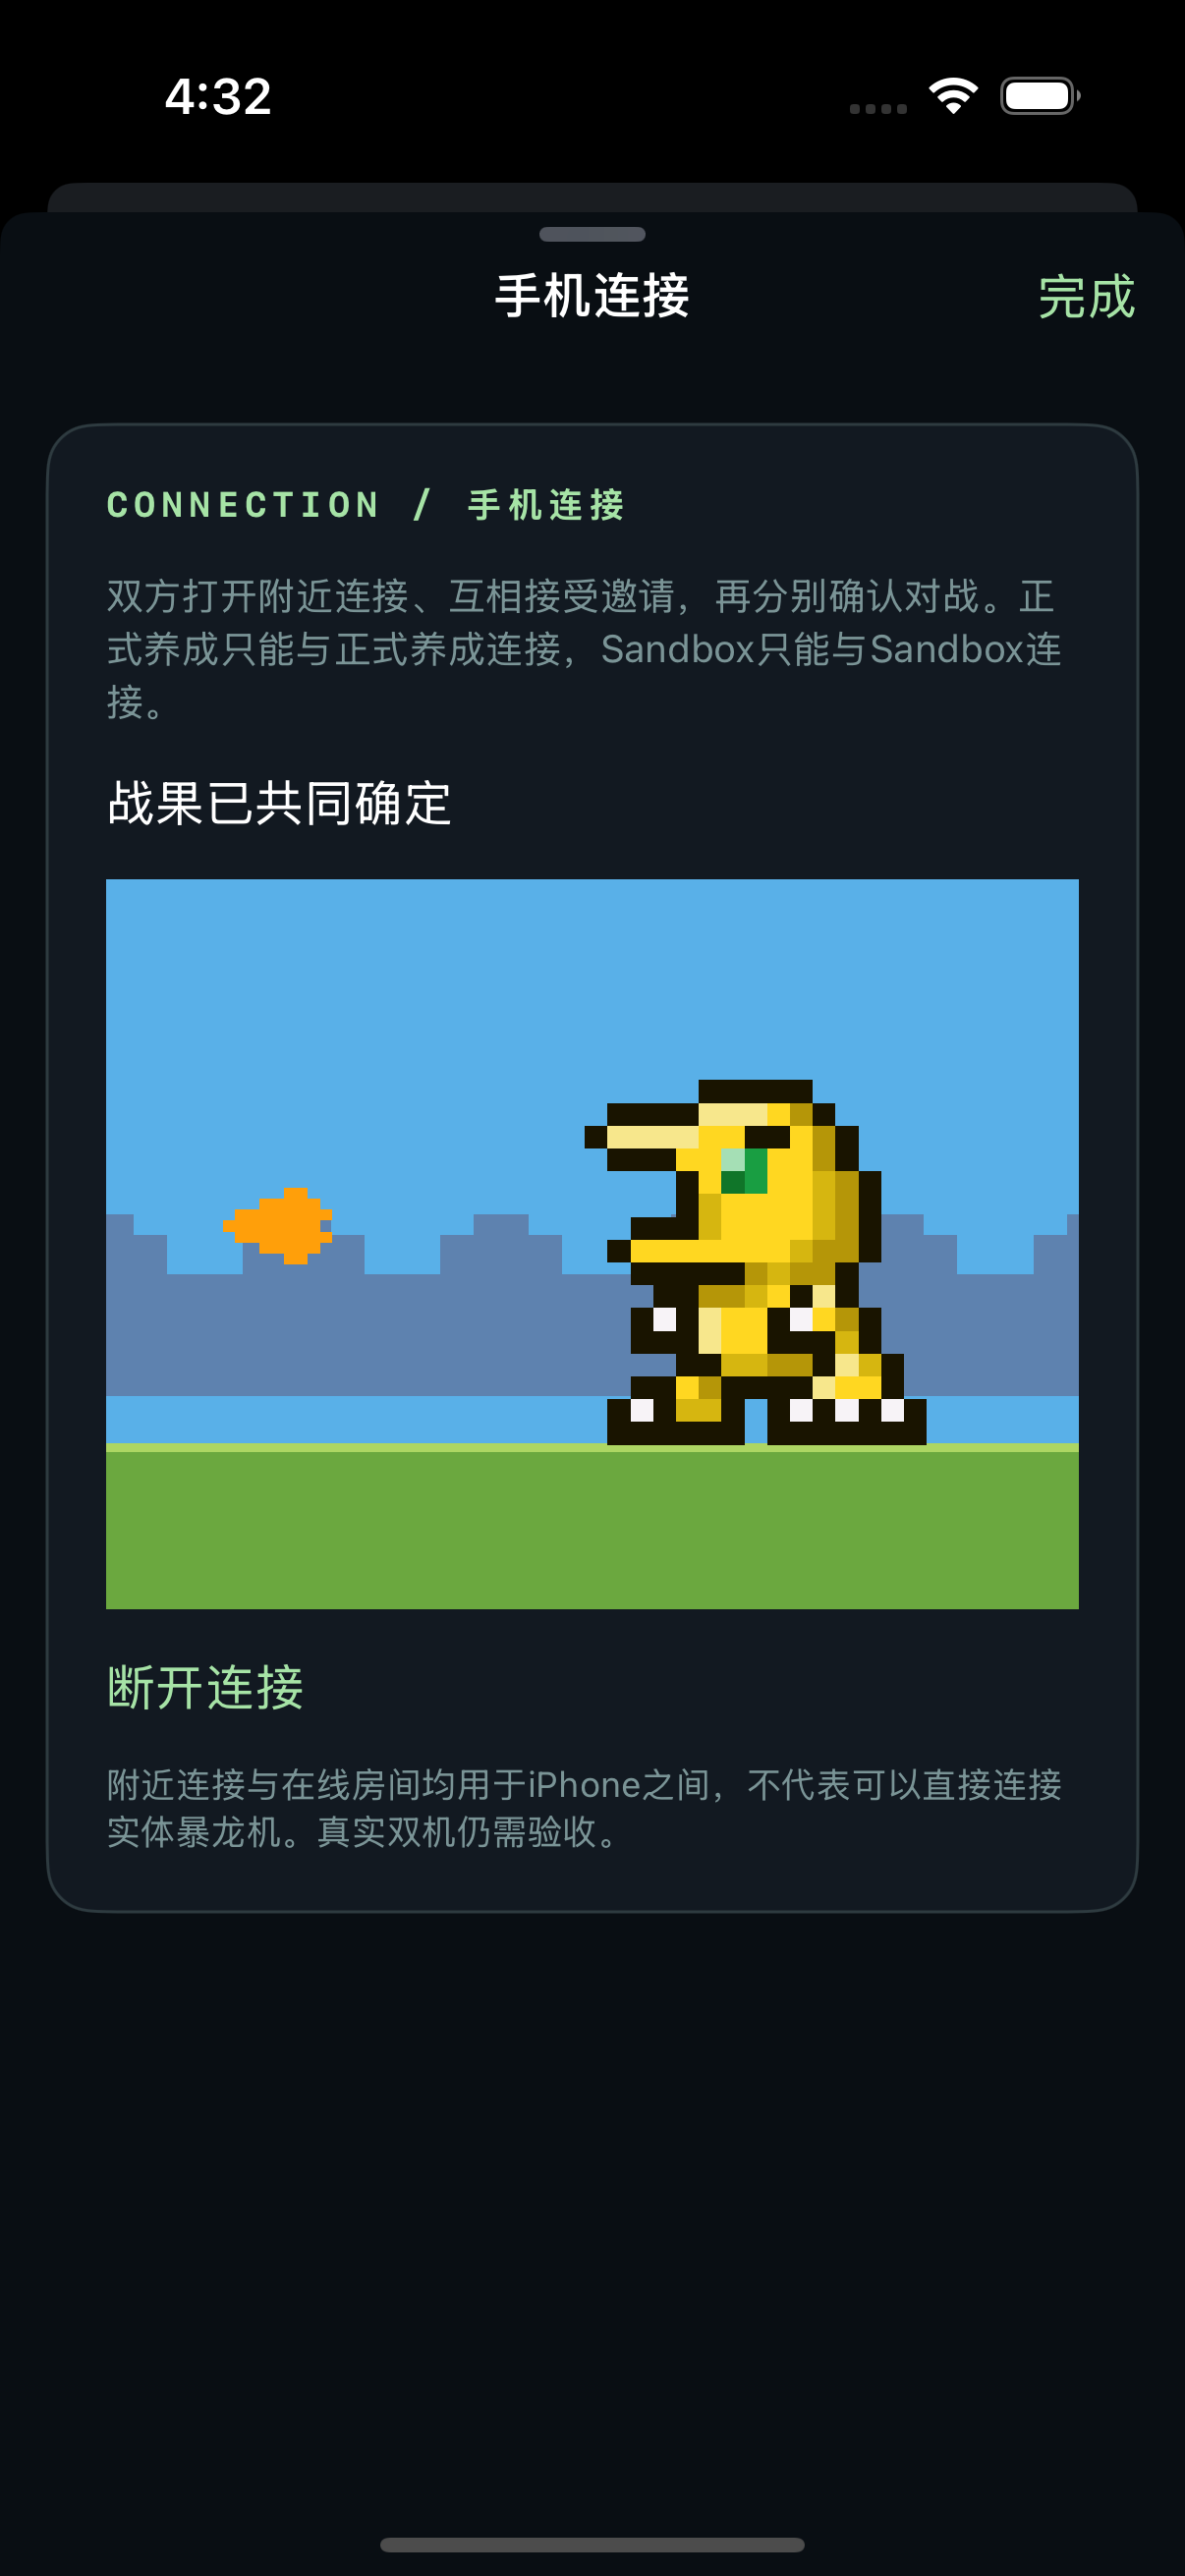 4:32
手机连接
完成
CONNECTION / 手机连接
双方打开附近连接、互相接受邀请，再分别确认对战。正
式养成只能与正式养成连接，Sandbox只能与Sandbox连
接。
战果已共同确定
断开连接
附近连接与在线房间均用于iPhone之间，不代表可以直接连接
实体暴龙机。真实双机仍需验收。